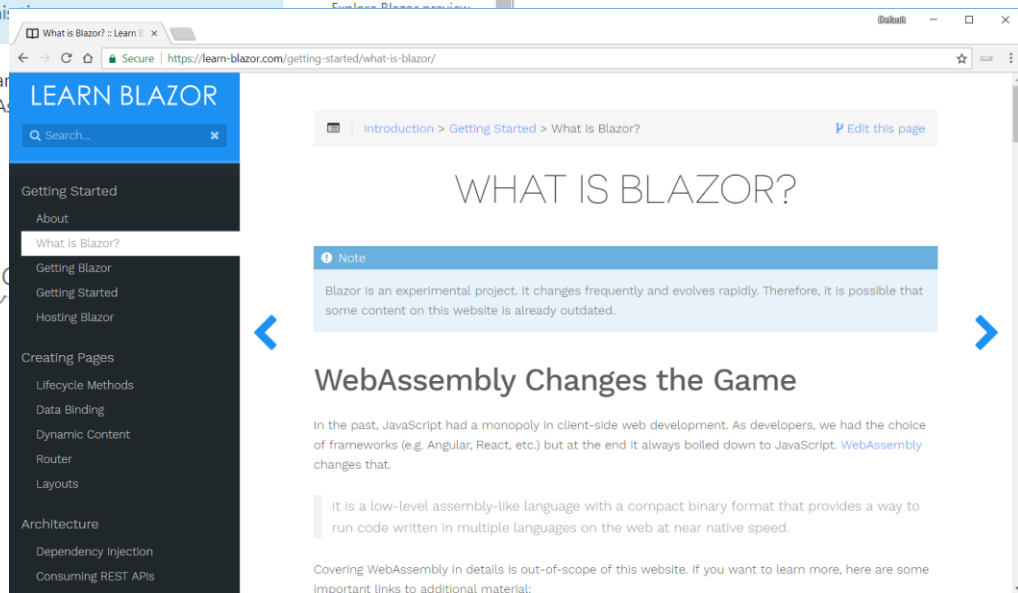 Explore Blazor preview
Default
What is Blazor? :: Learn B
Secure | https://learn-blazor.com/getting-started/what-is-blazor/
LEARN BLAZOR
Search...
Getting Started
About
What is Blazor?
Getting Blazor
Getting Started
Hosting Blazor
Creating Pages
Lifecycle Methods
Data Binding
Dynamic Content
Router
Layouts
Architecture
Dependency Injection
Consuming REST APIs
Introduction > Getting Started > What is Blazor?
Edit this page
WHAT IS BLAZOR?
Note
Blazor is an experimental project. It changes frequently and evolves rapidly. Therefore, it is possible that
some content on this website is already outdated.
WebAssembly Changes the Game
In the past, JavaScript had a monopoly in client-side web development. As developers, we had the choice
of frameworks (e.g. Angular, React, etc.) but at the end it always boiled down to JavaScript. WebAssembly
changes that.
It is a low-level assembly-like language with a compact binary format that provides a way to
run code written in multiple languages on the web at near native speed.
Covering WebAssembly in details is out-of-scope of this website. If you want to learn more, here are some
important links to additional material: